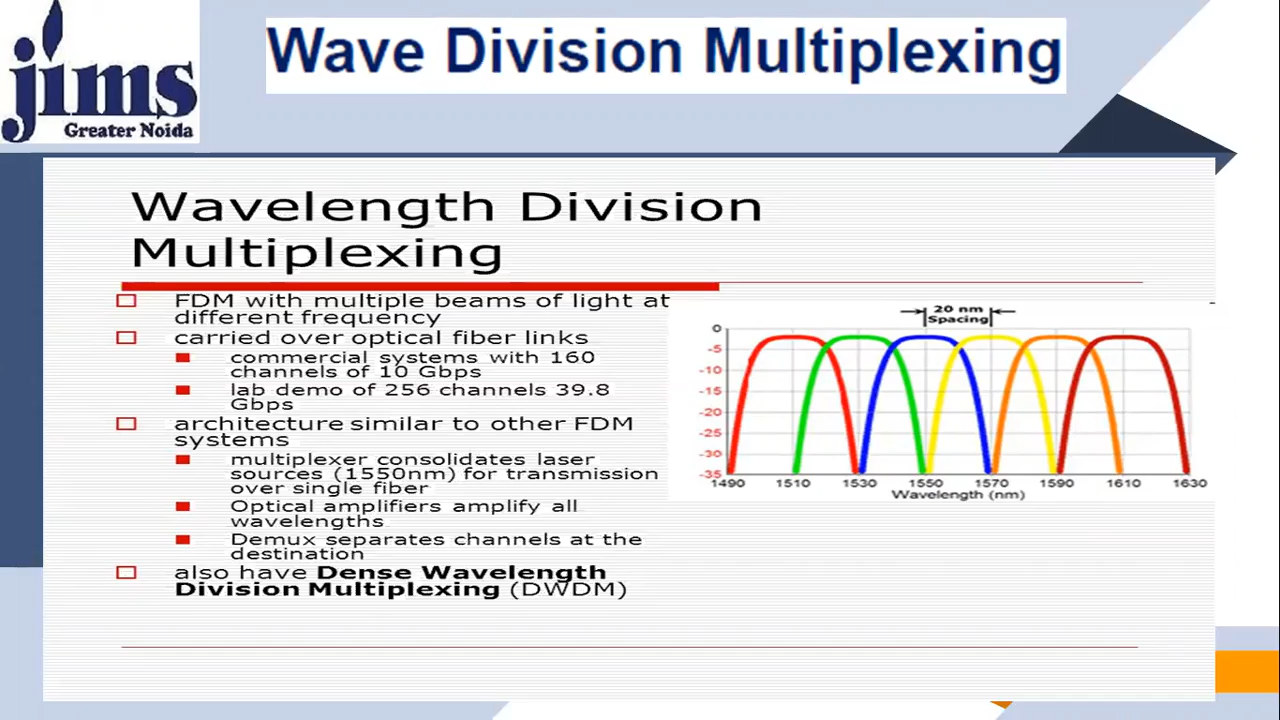 jims
Greater Noida
Wave Division Multiplexing
Wavelength Division
Multiplexing
FDM with multiple beams of light at
different frequency
carried over optical fiber links
commercial systems with 160
channels of 10 Gbps
lab demo of 256 channels 39.8
Gbps
architecture similar to other FDM
systems
multiplexer consolidates laser
sources (1550nm) for transmission
over single fiber
Optical amplifiers amplify all
wavelengths
Demux separates channels at the
destination
also have Dense Wavelength
Division Multiplexing (DWDM)
20 nm
Spacing
0
-5
-10
-15
-20
-25
-30
-35
1490 1510 1530 1550 1570 1590 1610 1630
Wavelength (nm)